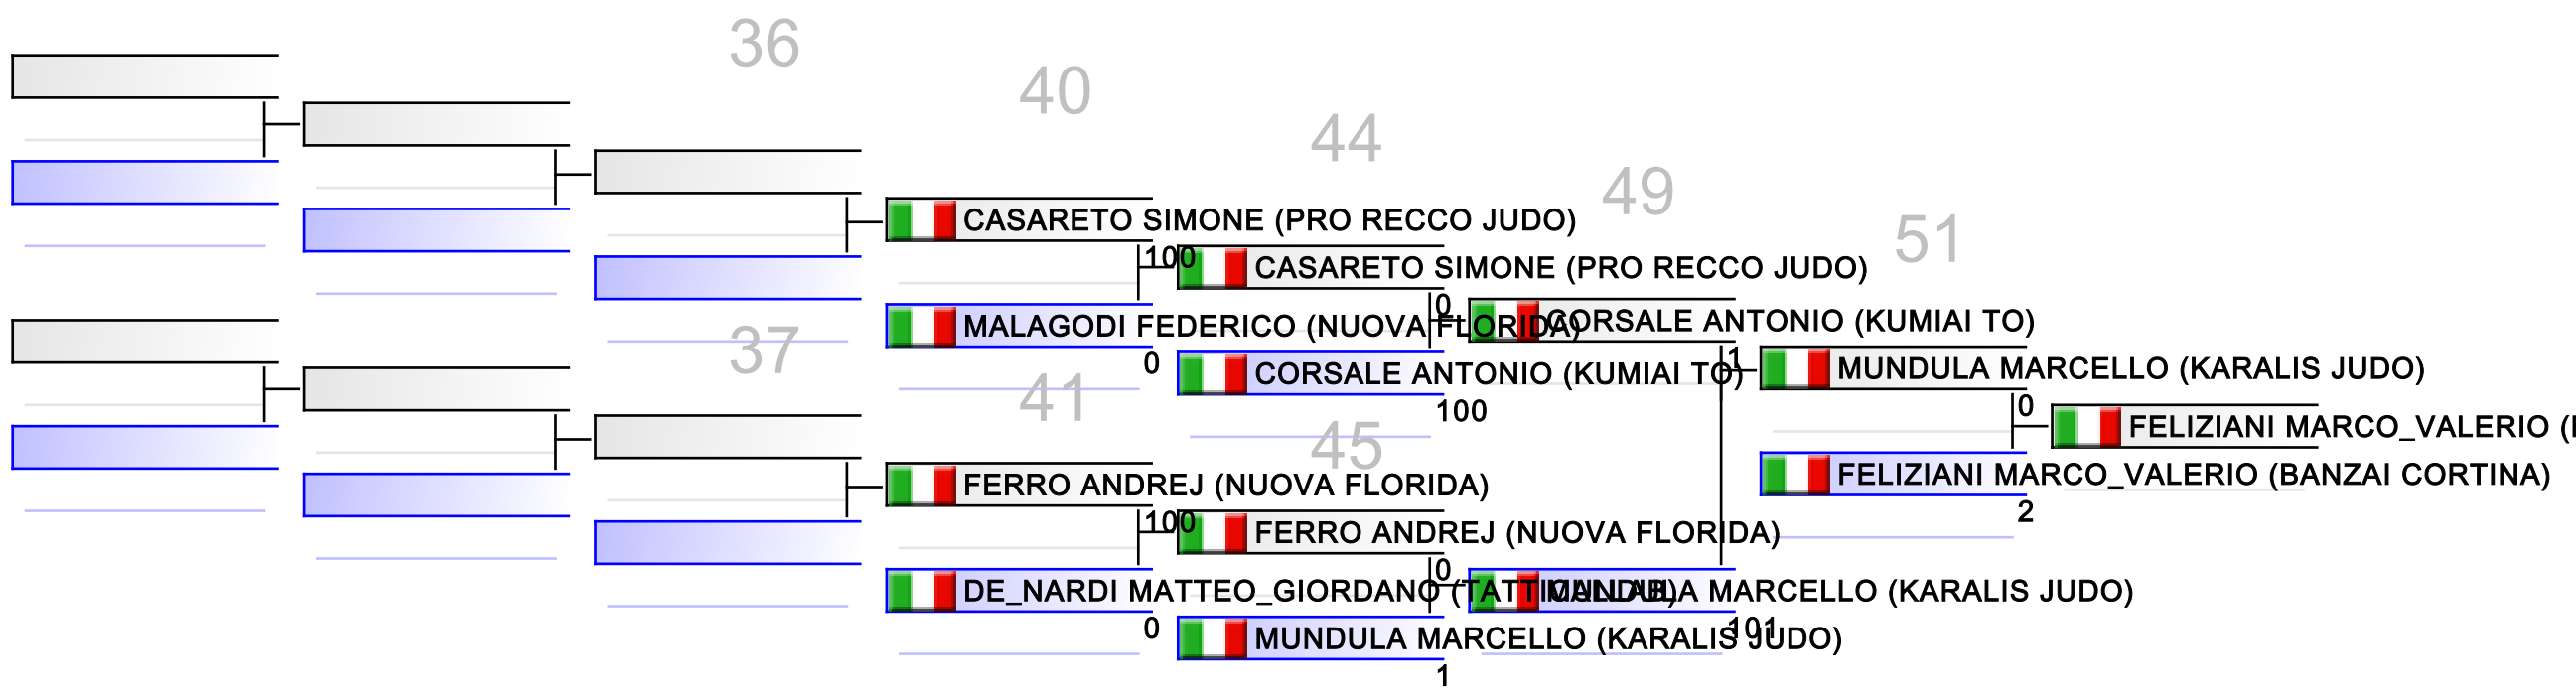 36
40
44
49
51
CASARETO SIMONE (PRO RECCO JUDO)
100
CASARETO SIMONE (PRO RECCO JUDO)
0
MALAGODI FEDERICO (NUOVA FLORIDA)
CORSALE ANTONIO (KUMIAI TO)
37
0
CORSALE ANTONIO (KUMIAI TO)
1
MUNDULA MARCELLO (KARALIS JUDO)
41
100
0
FELIZIANI MARCO_VALERIO (
45
FELIZIANI MARCO_VALERIO (BANZAI CORTINA)
FERRO ANDREJ (NUOVA FLORIDA)
2
100
FERRO ANDREJ (NUOVA FLORIDA)
0
DE_NARDI MATTEO_GIORDANO
MUNDULA MARCELLO (KARALIS JUDO)
0
MUNDULA MARCELLO (KARALIS JUDO)
101
1